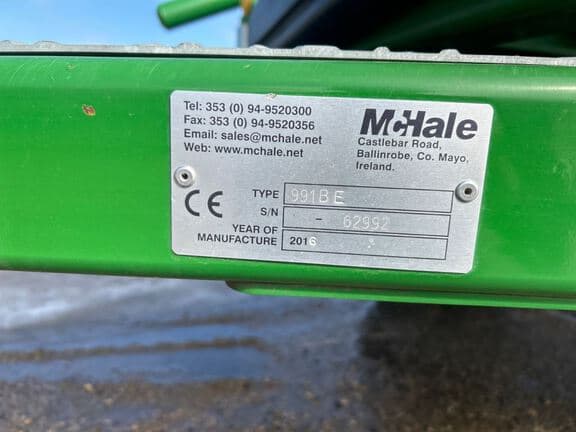 Tel: 353 (0) 94-9520300
Fax: 353 (0) 94-9520356
Email: sales@mchale.net
Web: www.mchale.net
McHale
Castlebar Road,
Ballinrobe, Co. Mayo,
Ireland.
CE
TYPE 991BE
S/N - 62992
YEAR OF
MANUFACTURE 2016